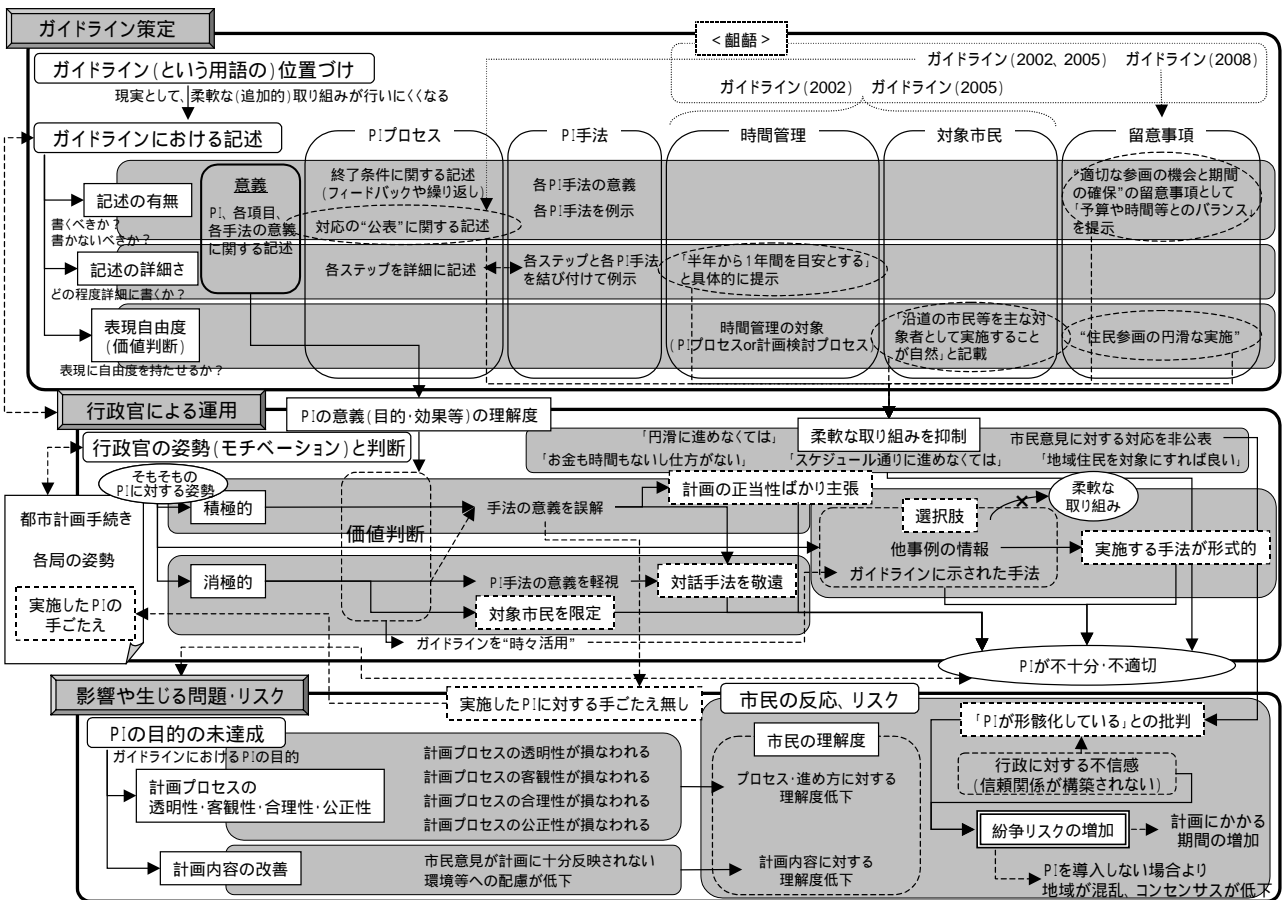 ガイドライン策定
＜齟齬＞
ガイドライン(2002、2005)　ガイドライン(2008)
ガイドライン(2002)　ガイドライン(2005)
ガイドライン(という用語の)位置づけ
現実として、柔軟な(追加的)取り組みが行いにくくなる
ガイドラインにおける記述
PIプロセス
PI手法
時間管理
対象市民
留意事項
記述の有無
書くべきか？
書かないべきか？
意義
PI、各項目、
各手法の意義
に関する記述
終了条件に関する記述
(フィードバックや繰り返し)
対応の“公表”に関する記述
各PI手法の意義
各PI手法を例示
“適切な参画の機会と期間
の確保”の留意事項として
「予算や時間等とのバランス」
を提示
記述の詳細さ
どの程度詳細に書くか？
各ステップを詳細に記述
各ステップと各PI手法
を結び付けて例示
「半年から1年間を目安とする」
と具体的に提示
表現自由度
(価値判断)
表現に自由度を持たせるか？
時間管理の対象
(PIプロセスor計画検討プロセス)
「沿道の市民等を主な対
象者として実施すること
が自然」と記載
“住民参画の円滑な実施”
行政官による運用
PIの意義(目的・効果等)の理解度
行政官の姿勢(モチベーション)と判断
「円滑に進めなくては」
柔軟な取り組みを抑制
市民意見に対する対応を非公表
「お金も時間もないし仕方がない」
「スケジュール通りに進めなくては」
「地域住民を対象にすれば良い」
そもそもの
PIに対する姿勢
都市計画手続き
各局の姿勢
実施したPIの
手ごたえ
積極的
価値判断
手法の意義を誤解
計画の正当性ばかり主張
消極的
PI手法の意義を軽視
対話手法を敬遠
対象市民を限定
ガイドラインを“時々活用”
選択肢
×
柔軟な
取り組み
他事例の情報
実施する手法が形式的
ガイドラインに示された手法
PIが不十分・不適切
影響や生じる問題・リスク
実施したPIに対する手ごたえ無し
市民の反応、リスク
PIの目的の未達成
ガイドラインにおけるPIの目的
計画プロセスの
透明性・客観性・合理性・公正性
計画プロセスの透明性が損なわれる
計画プロセスの客観性が損なわれる
計画プロセスの合理性が損なわれる
計画プロセスの公正性が損なわれる
計画内容の改善
市民意見が計画に十分反映されない
環境等への配慮が低下
市民の理解度
プロセス・進め方に対する
理解度低下
計画内容に対する
理解度低下
「PIが形骸化している」との批判
行政に対する不信感
(信頼関係が構築されない)
紛争リスクの増加
計画にかかる
期間の増加
PIを導入しない場合より
地域が混乱、コンセンサスが低下